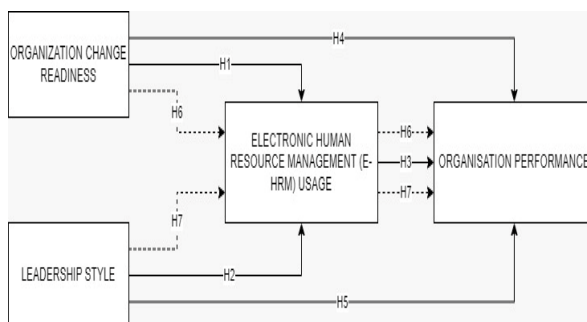 ORGANIZATION CHANGE
READINESS
H4
H1
H6
ELECTRONIC HUMAN
RESOURCE MANAGEMENT (E-
HRM) USAGE
H6
H3
H7
ORGANISATION PERFORMANCE
H7
LEADERSHIP STYLE
H2
H5